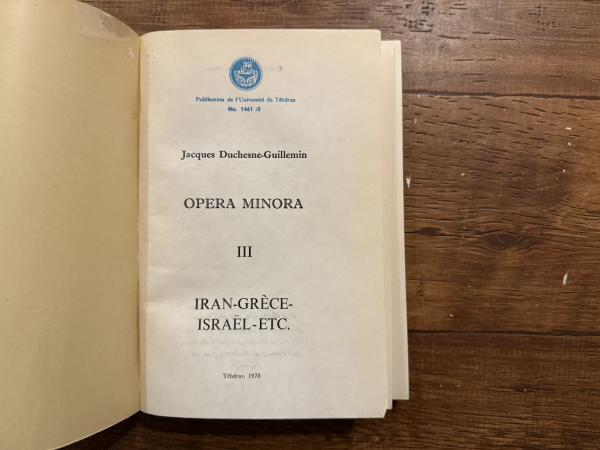 Publication de l'Université de Téhéran
No. 1461 /3
Jacques Duchesne-Guillemin
OPERA MINORA
III
IRAN-GRÈCE-
ISRAËL-ETC.
Téhéran 1978